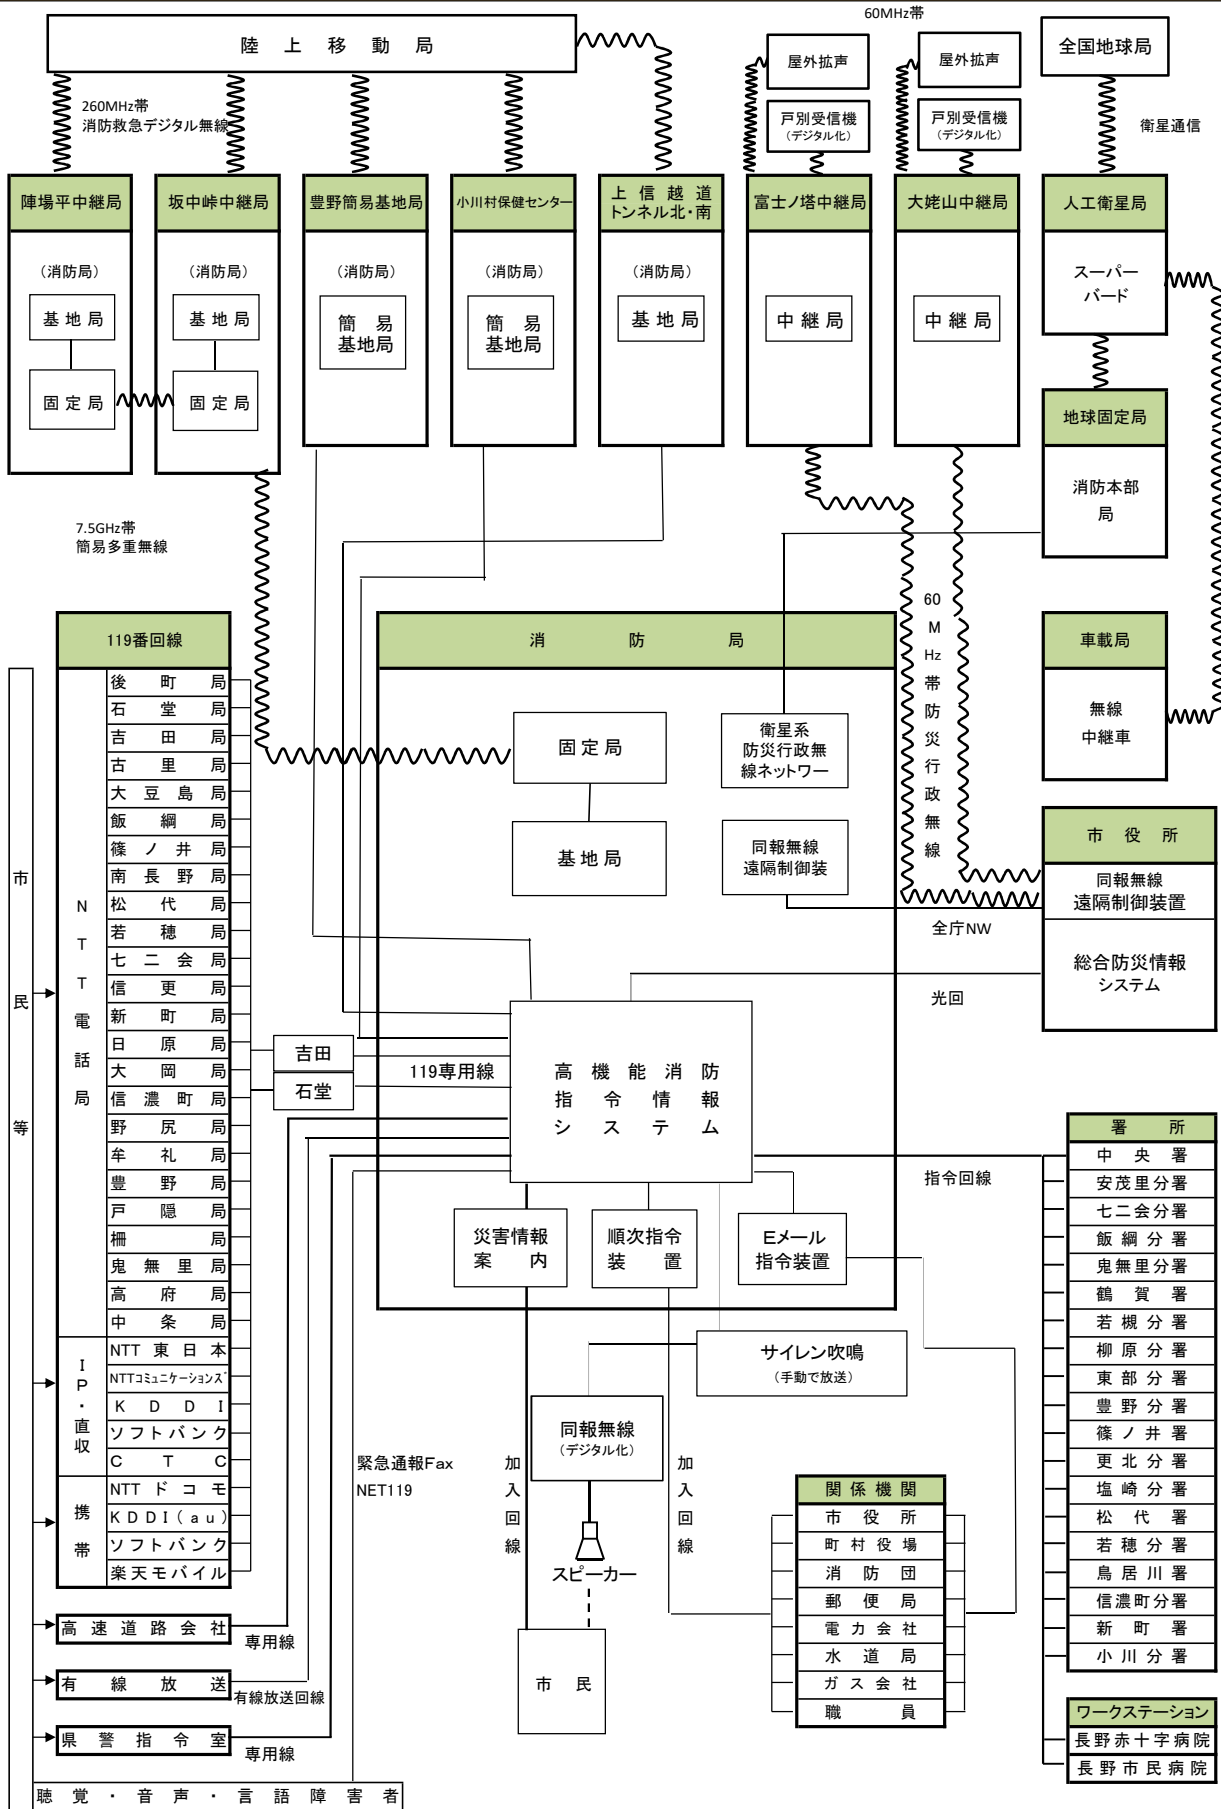 60MHz帯
陸上移動局
屋外拡声
屋外拡声
全国地球局
260MHz帯
消防救急デジタル無線
戸別受信機
(デジタル化)
戸別受信機
(デジタル化)
衛星通信
陣場平中継局
坂中峠中継局
豊野簡易基地局
小川村保健センター
上信越道
トンネル北・南
富士ノ塔中継局
大姥山中継局
人工衛星局
(消防局)
(消防局)
(消防局)
(消防局)
(消防局)
スーパー
バード
基地局
基地局
簡易
基地局
簡易
基地局
基地局
中継局
中継局
固定局
固定局
地球固定局
消防本部
局
7.5GHz帯
簡易多重無線
60MHz帯防災行政無線
119番回線
消防局
車載局
無線
中継車
市民等
NTT電話局
後町局
石堂局
吉田局
古里局
大豆島局
飯綱局
篠ノ井局
南長野局
松代局
若穂局
七二会局
信更局
新町局
日原局
大岡局
信濃町局
野尻局
牟礼局
豊野局
戸隠局
柵局
鬼無里局
高府局
中条局
IP・直収
NTT東日本
NTTコミュニケーションズ
KDDI
ソフトバンク
CTC
携帯
NTTドコモ
KDDI(au)
ソフトバンク
楽天モバイル
高速道路会社
専用線
有線放送
有線放送回線
県警指令室
専用線
聴覚・音声・言語障害者
吉田
石堂
119専用線
固定局
基地局
衛星系
防災行政無
線ネットワー
同報無線
遠隔制御装
市役所
同報無線
遠隔制御装置
総合防災情報
システム
全庁NW
光回
高機能消防
指令情報
システム
指令回線
災害情報
案内
順次指令
装置
Eメール
指令装置
サイレン吹鳴
(手動で放送)
同報無線
(デジタル化)
緊急通報Fax
NET119
加入回線
加入回線
スピーカー
市民
関係機関
市役所
町村役場
消防団
郵便局
電力会社
水道局
ガス会社
職員
署所
中央署
安茂里分署
七二会分署
飯綱分署
鬼無里分署
鶴賀署
若槻分署
柳原分署
東部分署
豊野分署
篠ノ井署
更北分署
塩崎分署
松代署
若穂分署
鳥居川署
信濃町分署
新町署
小川分署
ワークステーション
長野赤十字病院
長野市民病院